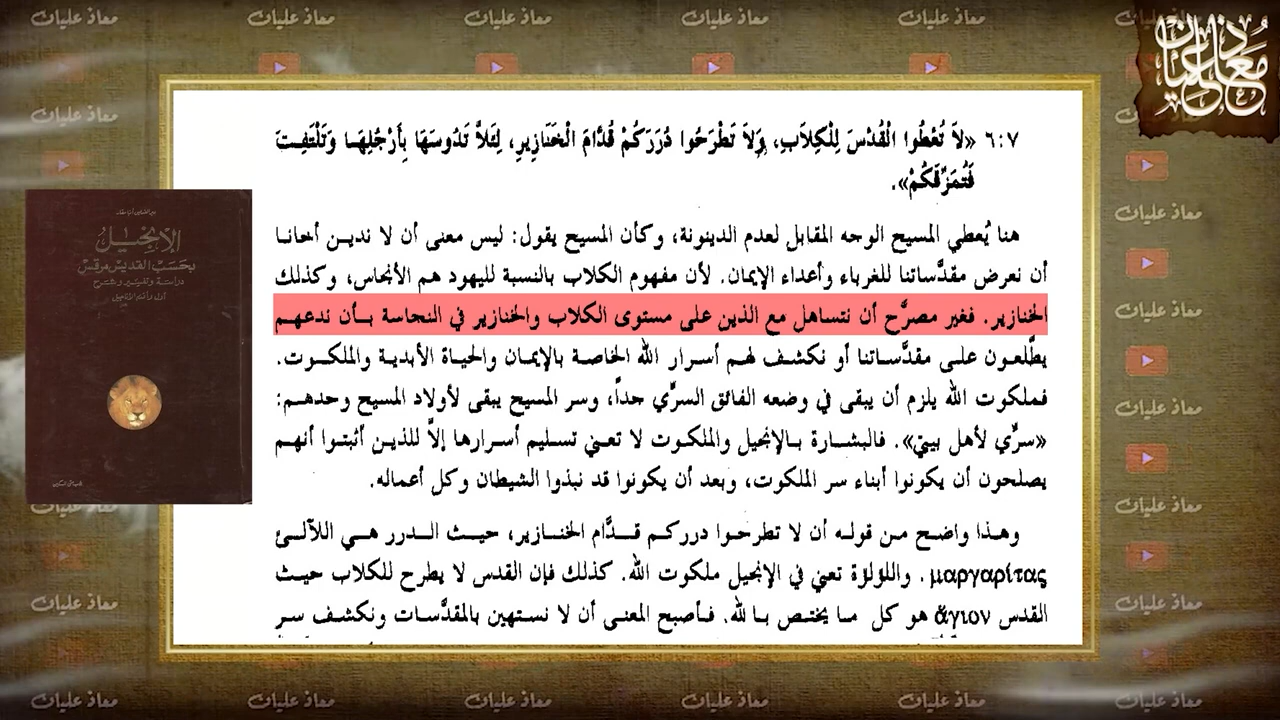 معاذ عليان
٦:٧ «لاَ تُعْطُوا الْقُدْسَ لِلْكِلاَبِ، وَلاَ تَطْرَحُوا دُرَرَكُمْ قُدَّامَ الْخَنَازِيرِ، لِئَلاَّ تَدُوسَهَا بِأَرْجُلِهَا وَتَلْتَفِتَ
فَتُمَزِّقَكُمْ».
هنا يُعطي المسيح الوجه المقابل لعدم الدينونة، وكأن المسيح يقول: ليس معنى أن لا ندين أخانا
أن نعرض مقدَّساتنا للغرباء وأعداء الإيمان. لأن مفهوم الكلاب بالنسبة لليهود هم الأنجاس، وكذلك
الخنازير. فغير مصرَّح أن نتساهل مع الذين على مستوى الكلاب والخنازير في النجاسة بأن ندعهم
يطَّلعون على مقدَّساتنا أو نكشف لهم أسرار الله الخاصة بالإيمان والحياة الأبدية والملكوت.
فملكوت الله يلزم أن يبقى في وضعه الفائق السرِّي جداً، وسر المسيح يبقى لأولاد المسيح وحدهم:
«سرِّي لأهل بيتي». فالبشارة بالإنجيل والملكوت لا تعني تسليم أسرارها إلاَّ للذين أثبتوا أنهم
يصلحون أن يكونوا أبناء سر الملكوت، وبعد أن يكونوا قد نبذوا الشيطان وكل أعماله.
وهذا واضح من قوله أن لا تطرحوا درركم قدَّام الخنازير، حيث الدرر هي اللآلئ
μαργαρίτας. واللؤلؤة تعني في الإنجيل ملكوت الله. كذلك فإن القدس لا يطرح للكلاب حيث
القدس ἅγιον هو كل ما يختص بالله. فأصبح المعنى أن لا نستهين بالمقدَّسات ونكشف سر
الإنجيل
بحسب القديس مرقس
دراسة وتفسير وشرح